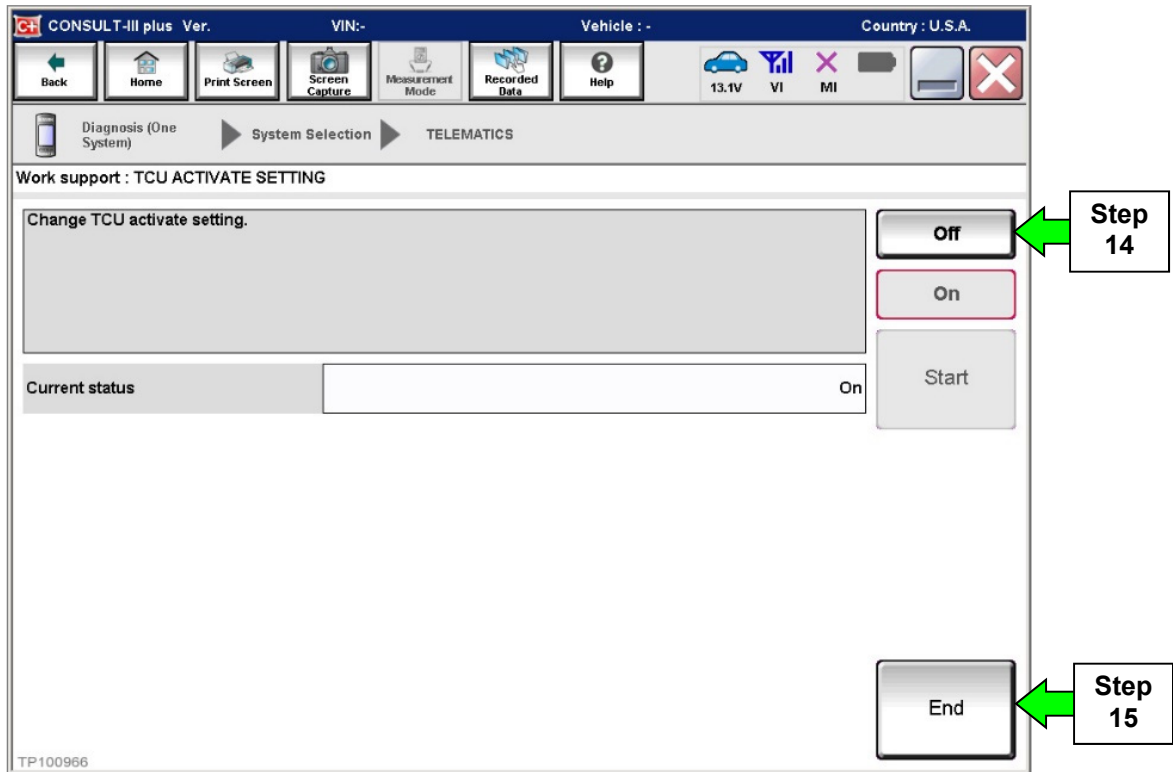 CONSULT-III plus Ver. VIN:- Vehicle : - Country : U.S.A.
Back Home Print Screen Screen Capture Measurement Mode Recorded Data Help 13.1V VI MI
Diagnosis (One System) System Selection TELEMATICS
Work support : TCU ACTIVATE SETTING
Change TCU activate setting.
Off
Step
14
On
Current status On
Start
End
Step
15
TP100966